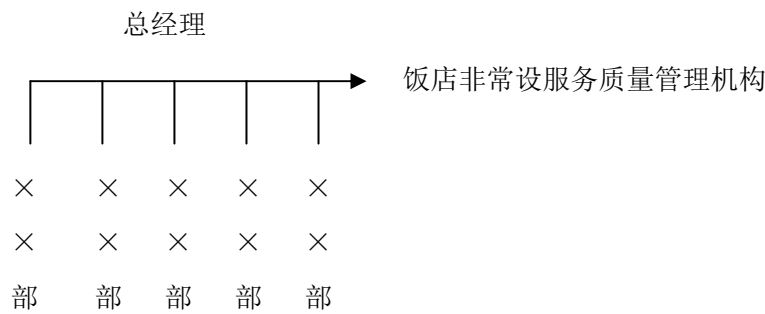 总经理
饭店非常设服务质量管理机构
× × × × ×
× × × × ×
部 部 部 部 部